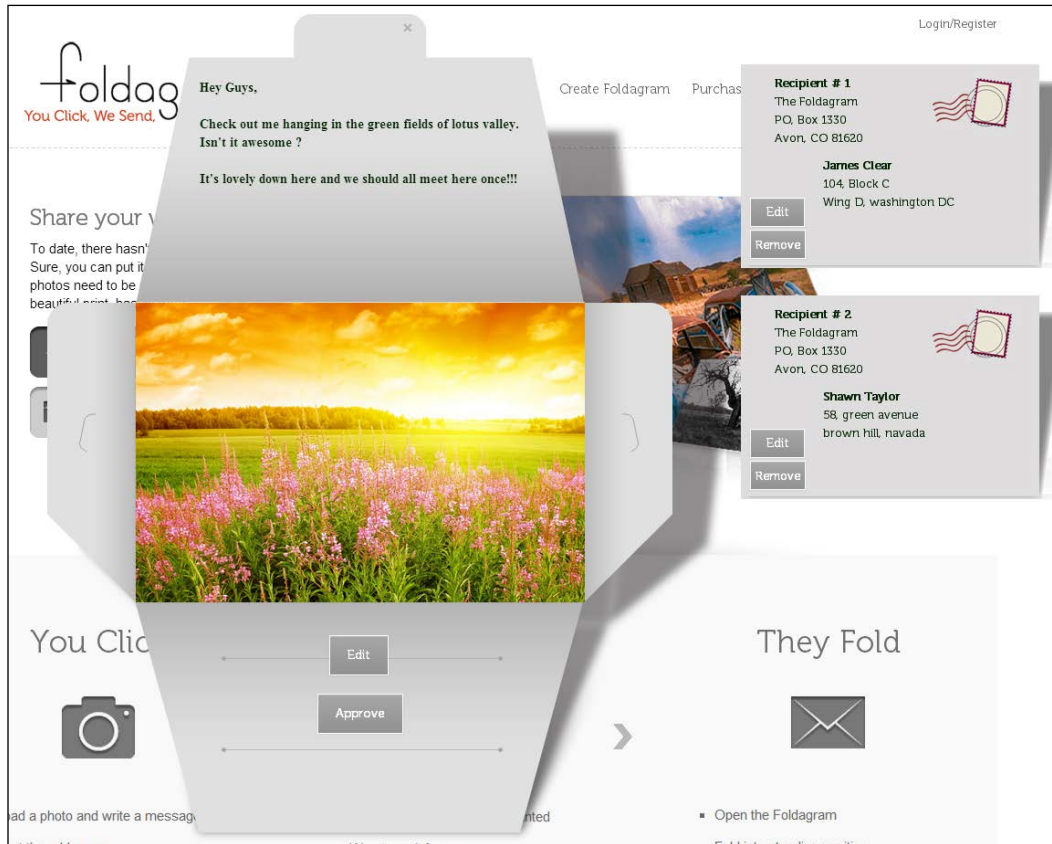 Login/Register
foldag
You Click, We Send,
Create Foldagram
Purchas
×
Hey Guys,
Check out me hanging in the green fields of lotus valley.
Isn't it awesome ?
It's lovely down here and we should all meet here once!!!
Recipient # 1
The Foldagram
PO, Box 1330
Avon, CO 81620
James Clear
104, Block C
Wing D, washington DC
Edit
Remove
Share your
To date, there hasn'
Sure, you can put it
photos need to be
Recipient # 2
The Foldagram
PO, Box 1330
Avon, CO 81620
Shawn Taylor
58, green avenue
brown hill, navada
Edit
Remove
You Clic
Edit
Approve
They Fold
ad a photo and write a messag
nted
Open the Foldagram